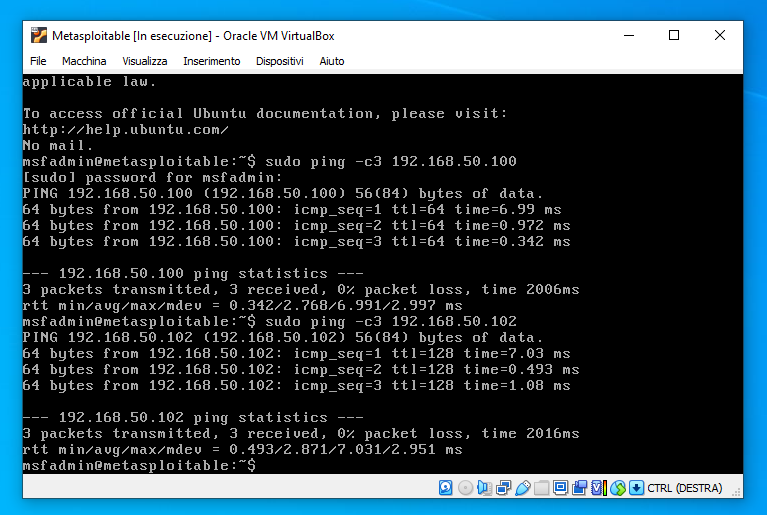 Metasploitable [In esecuzione] - Oracle VM VirtualBox
File Macchina Visualizza Inserimento Dispositivi Aiuto
applicable law.
To access official Ubuntu documentation, please visit:
http://help.ubuntu.com/
No mail.
msfadmin@metasploitable:~$ sudo ping -c3 192.168.50.100
[sudo] password for msfadmin:
PING 192.168.50.100 (192.168.50.100) 56(84) bytes of data.
64 bytes from 192.168.50.100: icmp_seq=1 ttl=64 time=6.99 ms
64 bytes from 192.168.50.100: icmp_seq=2 ttl=64 time=0.972 ms
64 bytes from 192.168.50.100: icmp_seq=3 ttl=64 time=0.342 ms
--- 192.168.50.100 ping statistics ---
3 packets transmitted, 3 received, 0% packet loss, time 2006ms
rtt min/avg/max/mdev = 0.342/2.768/6.991/2.997 ms
msfadmin@metasploitable:~$ sudo ping -c3 192.168.50.102
PING 192.168.50.102 (192.168.50.102) 56(84) bytes of data.
64 bytes from 192.168.50.102: icmp_seq=1 ttl=128 time=7.03 ms
64 bytes from 192.168.50.102: icmp_seq=2 ttl=128 time=0.493 ms
64 bytes from 192.168.50.102: icmp_seq=3 ttl=128 time=1.08 ms
--- 192.168.50.102 ping statistics ---
3 packets transmitted, 3 received, 0% packet loss, time 2016ms
rtt min/avg/max/mdev = 0.493/2.871/7.031/2.951 ms
msfadmin@metasploitable:~$
CTRL (DESTRA)